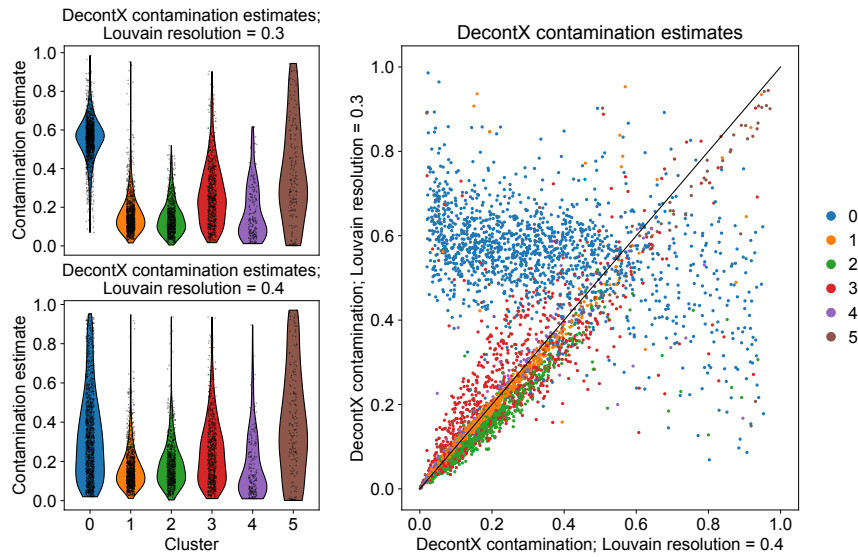 DecontX contamination estimates;
Louvain resolution = 0.3
Contamination estimate
1.0
0.8
0.6
0.4
0.2
0.0
DecontX contamination estimates;
Louvain resolution = 0.4
Contamination estimate
1.0
0.8
0.6
0.4
0.2
0.0
0 1 2 3 4 5
Cluster
DecontX contamination estimates
DecontX contamination; Louvain resolution = 0.3
1.0
0.8
0.6
0.4
0.2
0.0
0.0 0.2 0.4 0.6 0.8 1.0
DecontX contamination; Louvain resolution = 0.4
0
1
2
3
4
5